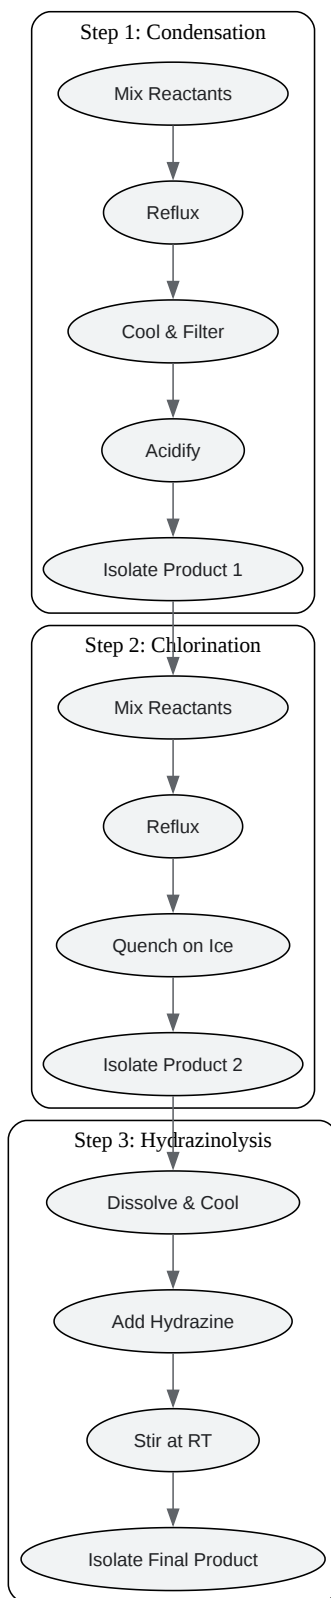 Step 1: Condensation
Mix Reactants
Reflux
Cool & Filter
Acidify
Isolate Product 1
Step 2: Chlorination
Mix Reactants
Reflux
Quench on Ice
Isolate Product 2
Step 3: Hydrazinolysis
Dissolve & Cool
Add Hydrazine
Stir at RT
Isolate Final Product